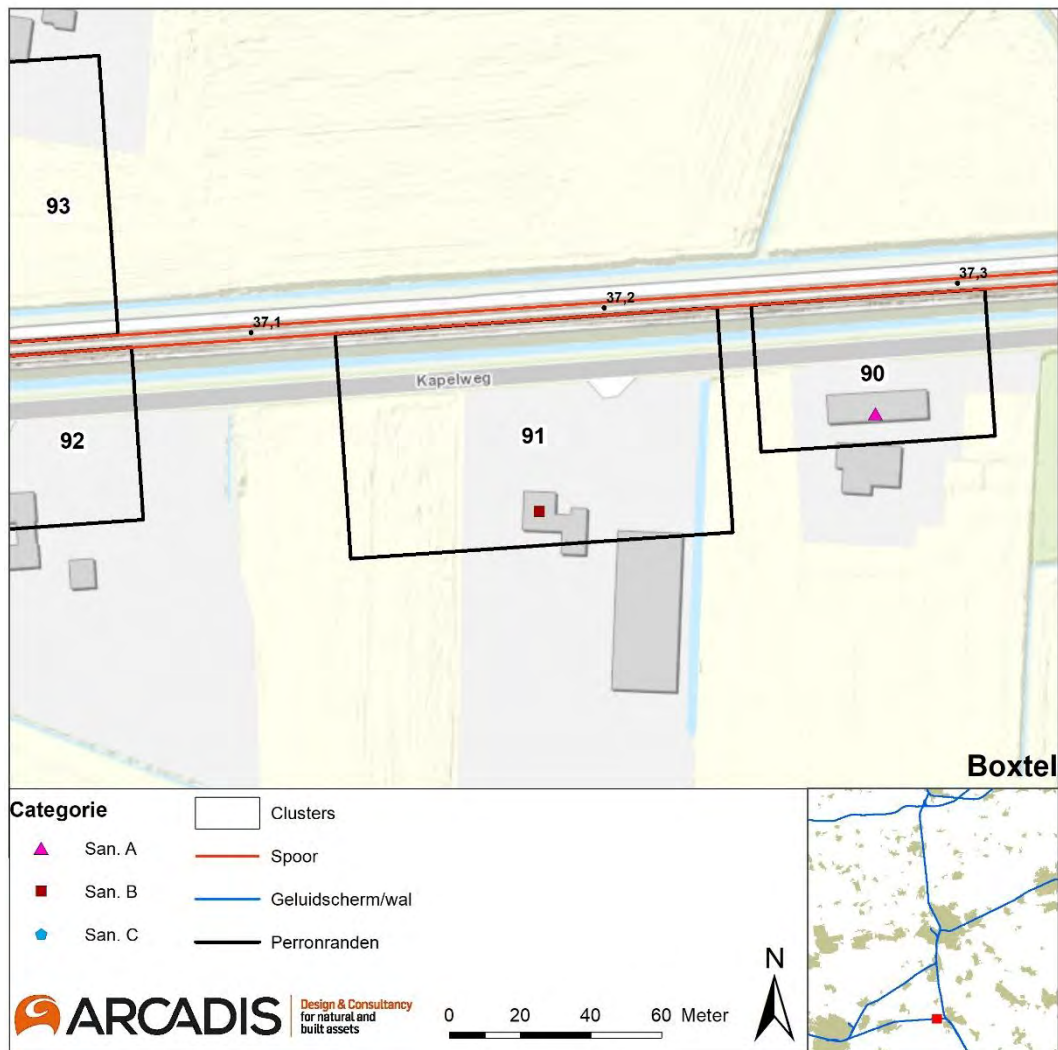 93
37,3
37,2
37,1
Kapelweg
90
92
91
Boxtel
Categorie
San. A
San. B
San. C
Clusters
Spoor
Geluidscherm/wal
Perronranden
N
ARCADIS
Design & Consultancy
for natural and
built assets
0 20 40 60 Meter